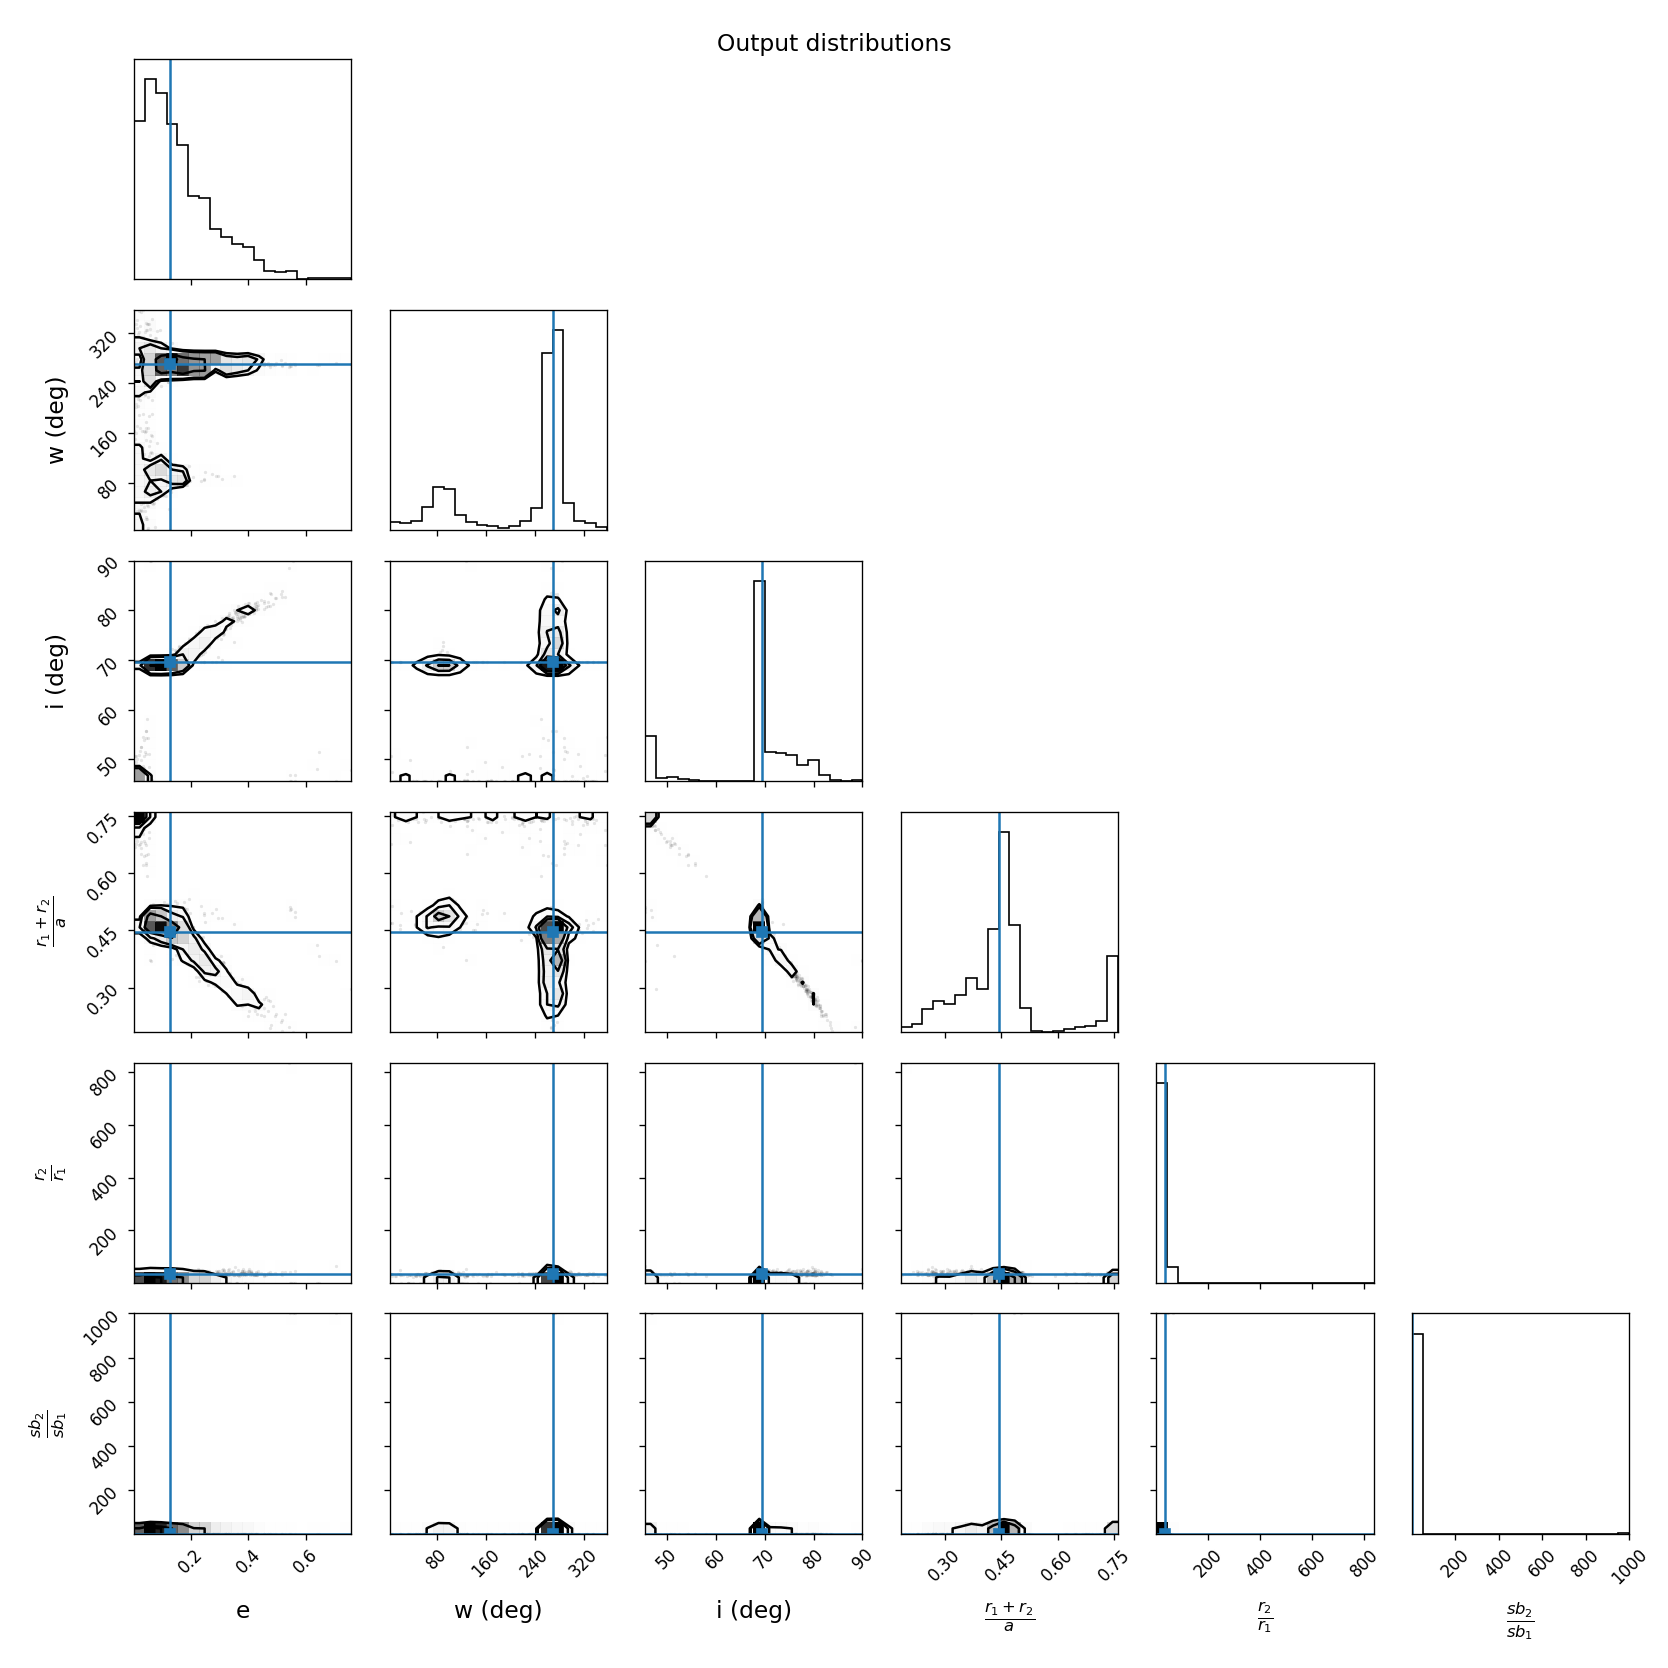 Output distributions
w (deg)
320
240
160
80
i (deg)
90
80
70
60
50
r₁ + r₂
a
0.75
0.60
0.45
0.30
r₂
r₁
800
600
400
200
sb₂
sb₁
1000
800
600
400
200
0.2 0.4 0.6
80 160 240 320
50 60 70 80 90
0.30 0.45 0.60 0.75
200 400 600 800
200 400 600 800 1000
e
w (deg)
i (deg)
r₁ + r₂
a
r₂
r₁
sb₂
sb₁